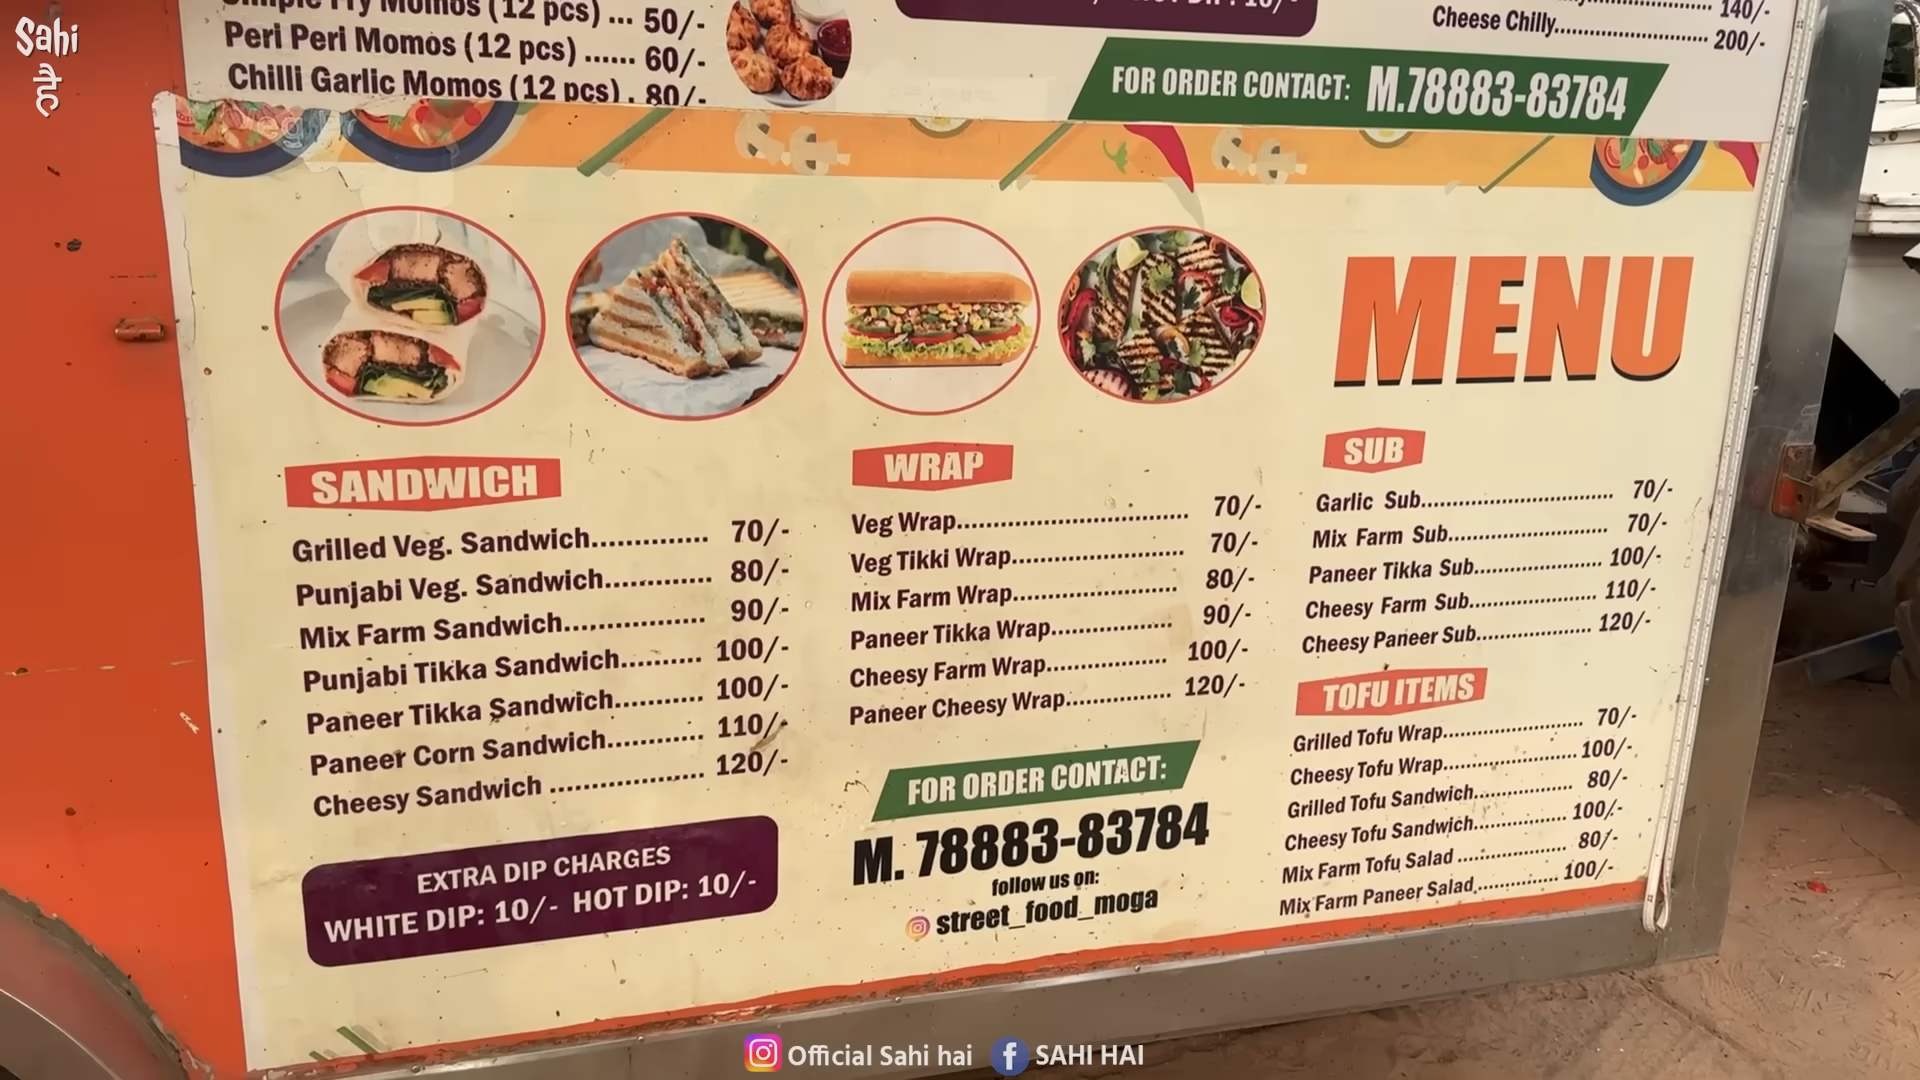 Sahi
है
Fry Momos (12 pcs) ... 50/-
Peri Peri Momos (12 pcs) ...... 60/-
Chilli Garlic Momos (12 pcs) . 80/-
140/-
Cheese Chilly............................ 200/-
FOR ORDER CONTACT: M.78883-83784
MENU
SANDWICH
Grilled Veg. Sandwich.............. 70/-
Punjabi Veg. Sandwich............. 80/-
Mix Farm Sandwich................. 90/-
Punjabi Tikka Sandwich.......... 100/-
Paneer Tikka Sandwich........... 100/-
Paneer Corn Sandwich............ 110/-
Cheesy Sandwich ................... 120/-
EXTRA DIP CHARGES
WHITE DIP: 10/- HOT DIP: 10/-
WRAP
Veg Wrap................................. 70/-
Veg Tikki Wrap......................... 70/-
Mix Farm Wrap........................ 80/-
Paneer Tikka Wrap................. 90/-
Cheesy Farm Wrap................. 100/-
Paneer Cheesy Wrap.............. 120/-
FOR ORDER CONTACT:
M. 78883-83784
follow us on:
street_food_moga
SUB
Garlic Sub................................ 70/-
Mix Farm Sub.......................... 70/-
Paneer Tikka Sub..................... 100/-
Cheesy Farm Sub..................... 110/-
Cheesy Paneer Sub................... 120/-
TOFU ITEMS
Grilled Tofu Wrap....................... 70/-
Cheesy Tofu Wrap...................... 100/-
Grilled Tofu Sandwich................ 80/-
Cheesy Tofu Sandwich............... 100/-
Mix Farm Tofu Salad .................. 80/-
Mix Farm Paneer Salad.............. 100/-
Official Sahi hai
SAHI HAI